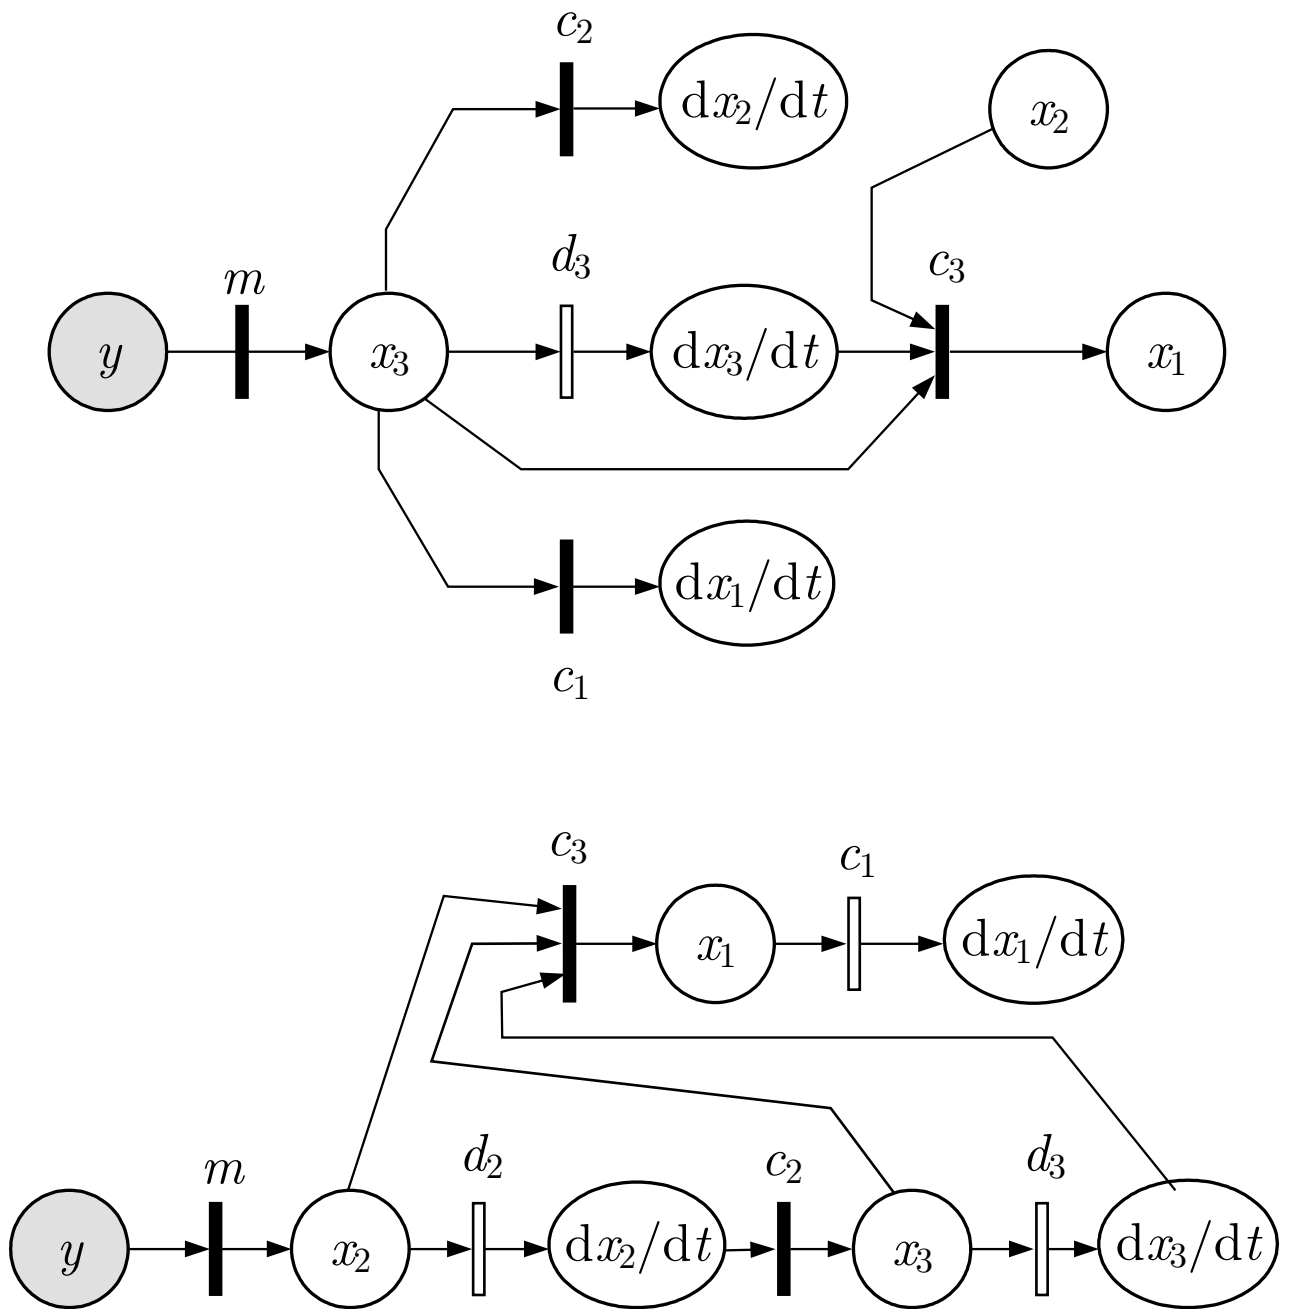 c₂
dx₂/dt
x₂
d₃
c₃
m
y
x₃
dx₃/dt
x₁
dx₁/dt
c₁
c₃
c₁
x₁
dx₁/dt
m
d₂
c₂
d₃
y
x₂
dx₂/dt
x₃
dx₃/dt